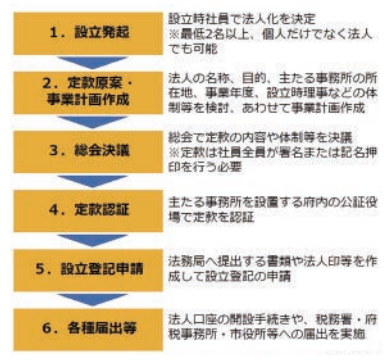 1．設立発起
設立時社員で法人化を決定
※最低2名以上、個人だけでなく法人
でも可能
2．定款原案・
事業計画作成
法人の名称、目的、主たる事務所の所
在地、事業年度、設立時理事などの体
制等を検討、あわせて事業計画作成
3．総会決議
総会で定款の内容や体制等を決議
※定款は社員全員が署名または記名押
印を行う必要
4．定款認証
主たる事務所を設置する府内の公証役
場で定款を認証
5．設立登記申請
法務局へ提出する書類や法人印等を作
成して設立登記の申請
6．各種届出等
法人口座の開設手続きや、税務署・府
税事務所・市役所等への届出を実施